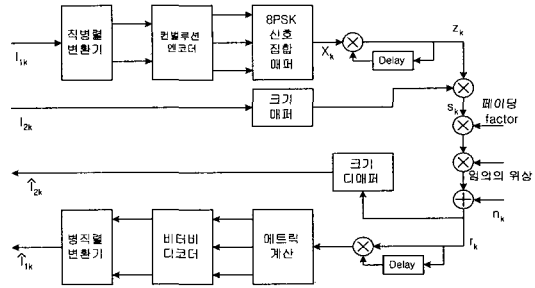 직병렬
변환기
컨벌루션
엔코더
8PSK
신호
집합
매퍼
I1k
Xk
Delay
zk
I2k
크기
매퍼
sk
페이딩
factor
임의의 위상
nk
Î2k
크기
디매퍼
Î1k
병직렬
변환기
비터비
디코더
메트릭
계산
Delay
rk